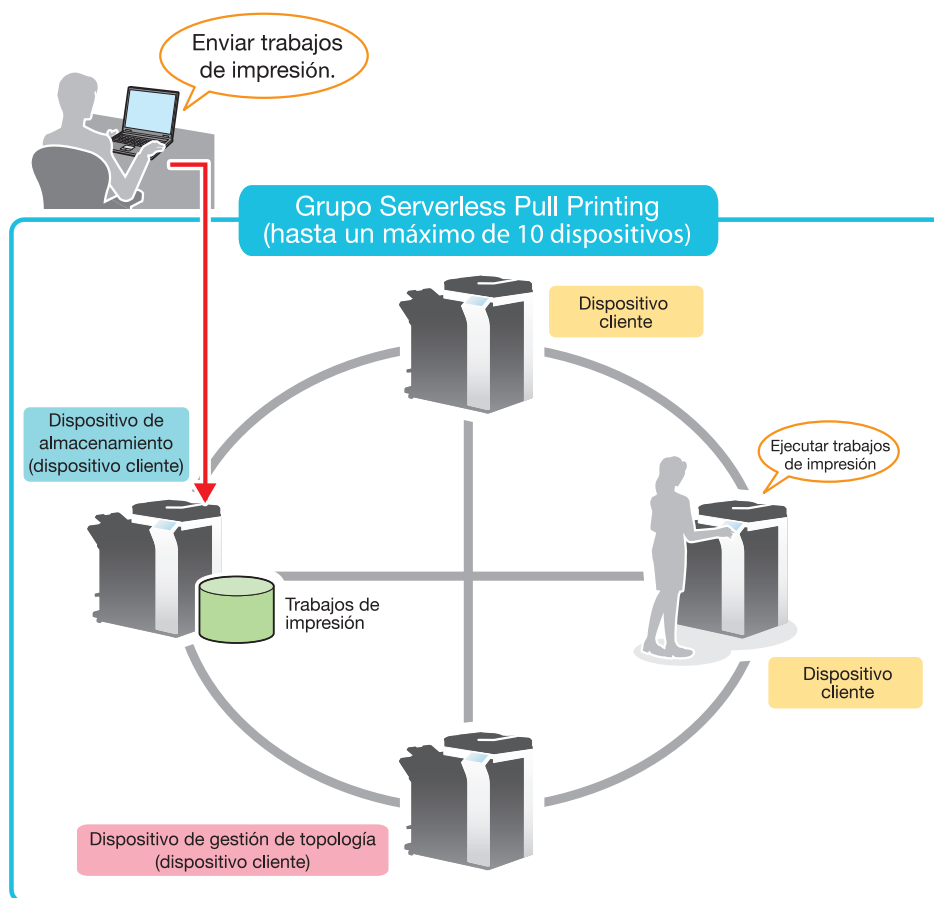 Enviar trabajos
de impresión.
Grupo Serverless Pull Printing
(hasta un máximo de 10 dispositivos)
Dispositivo
cliente
Dispositivo de
almacenamiento
(dispositivo cliente)
Ejecutar trabajos
de impresión
Trabajos de
impresión
Dispositivo
cliente
Dispositivo de gestión de topología
(dispositivo cliente)